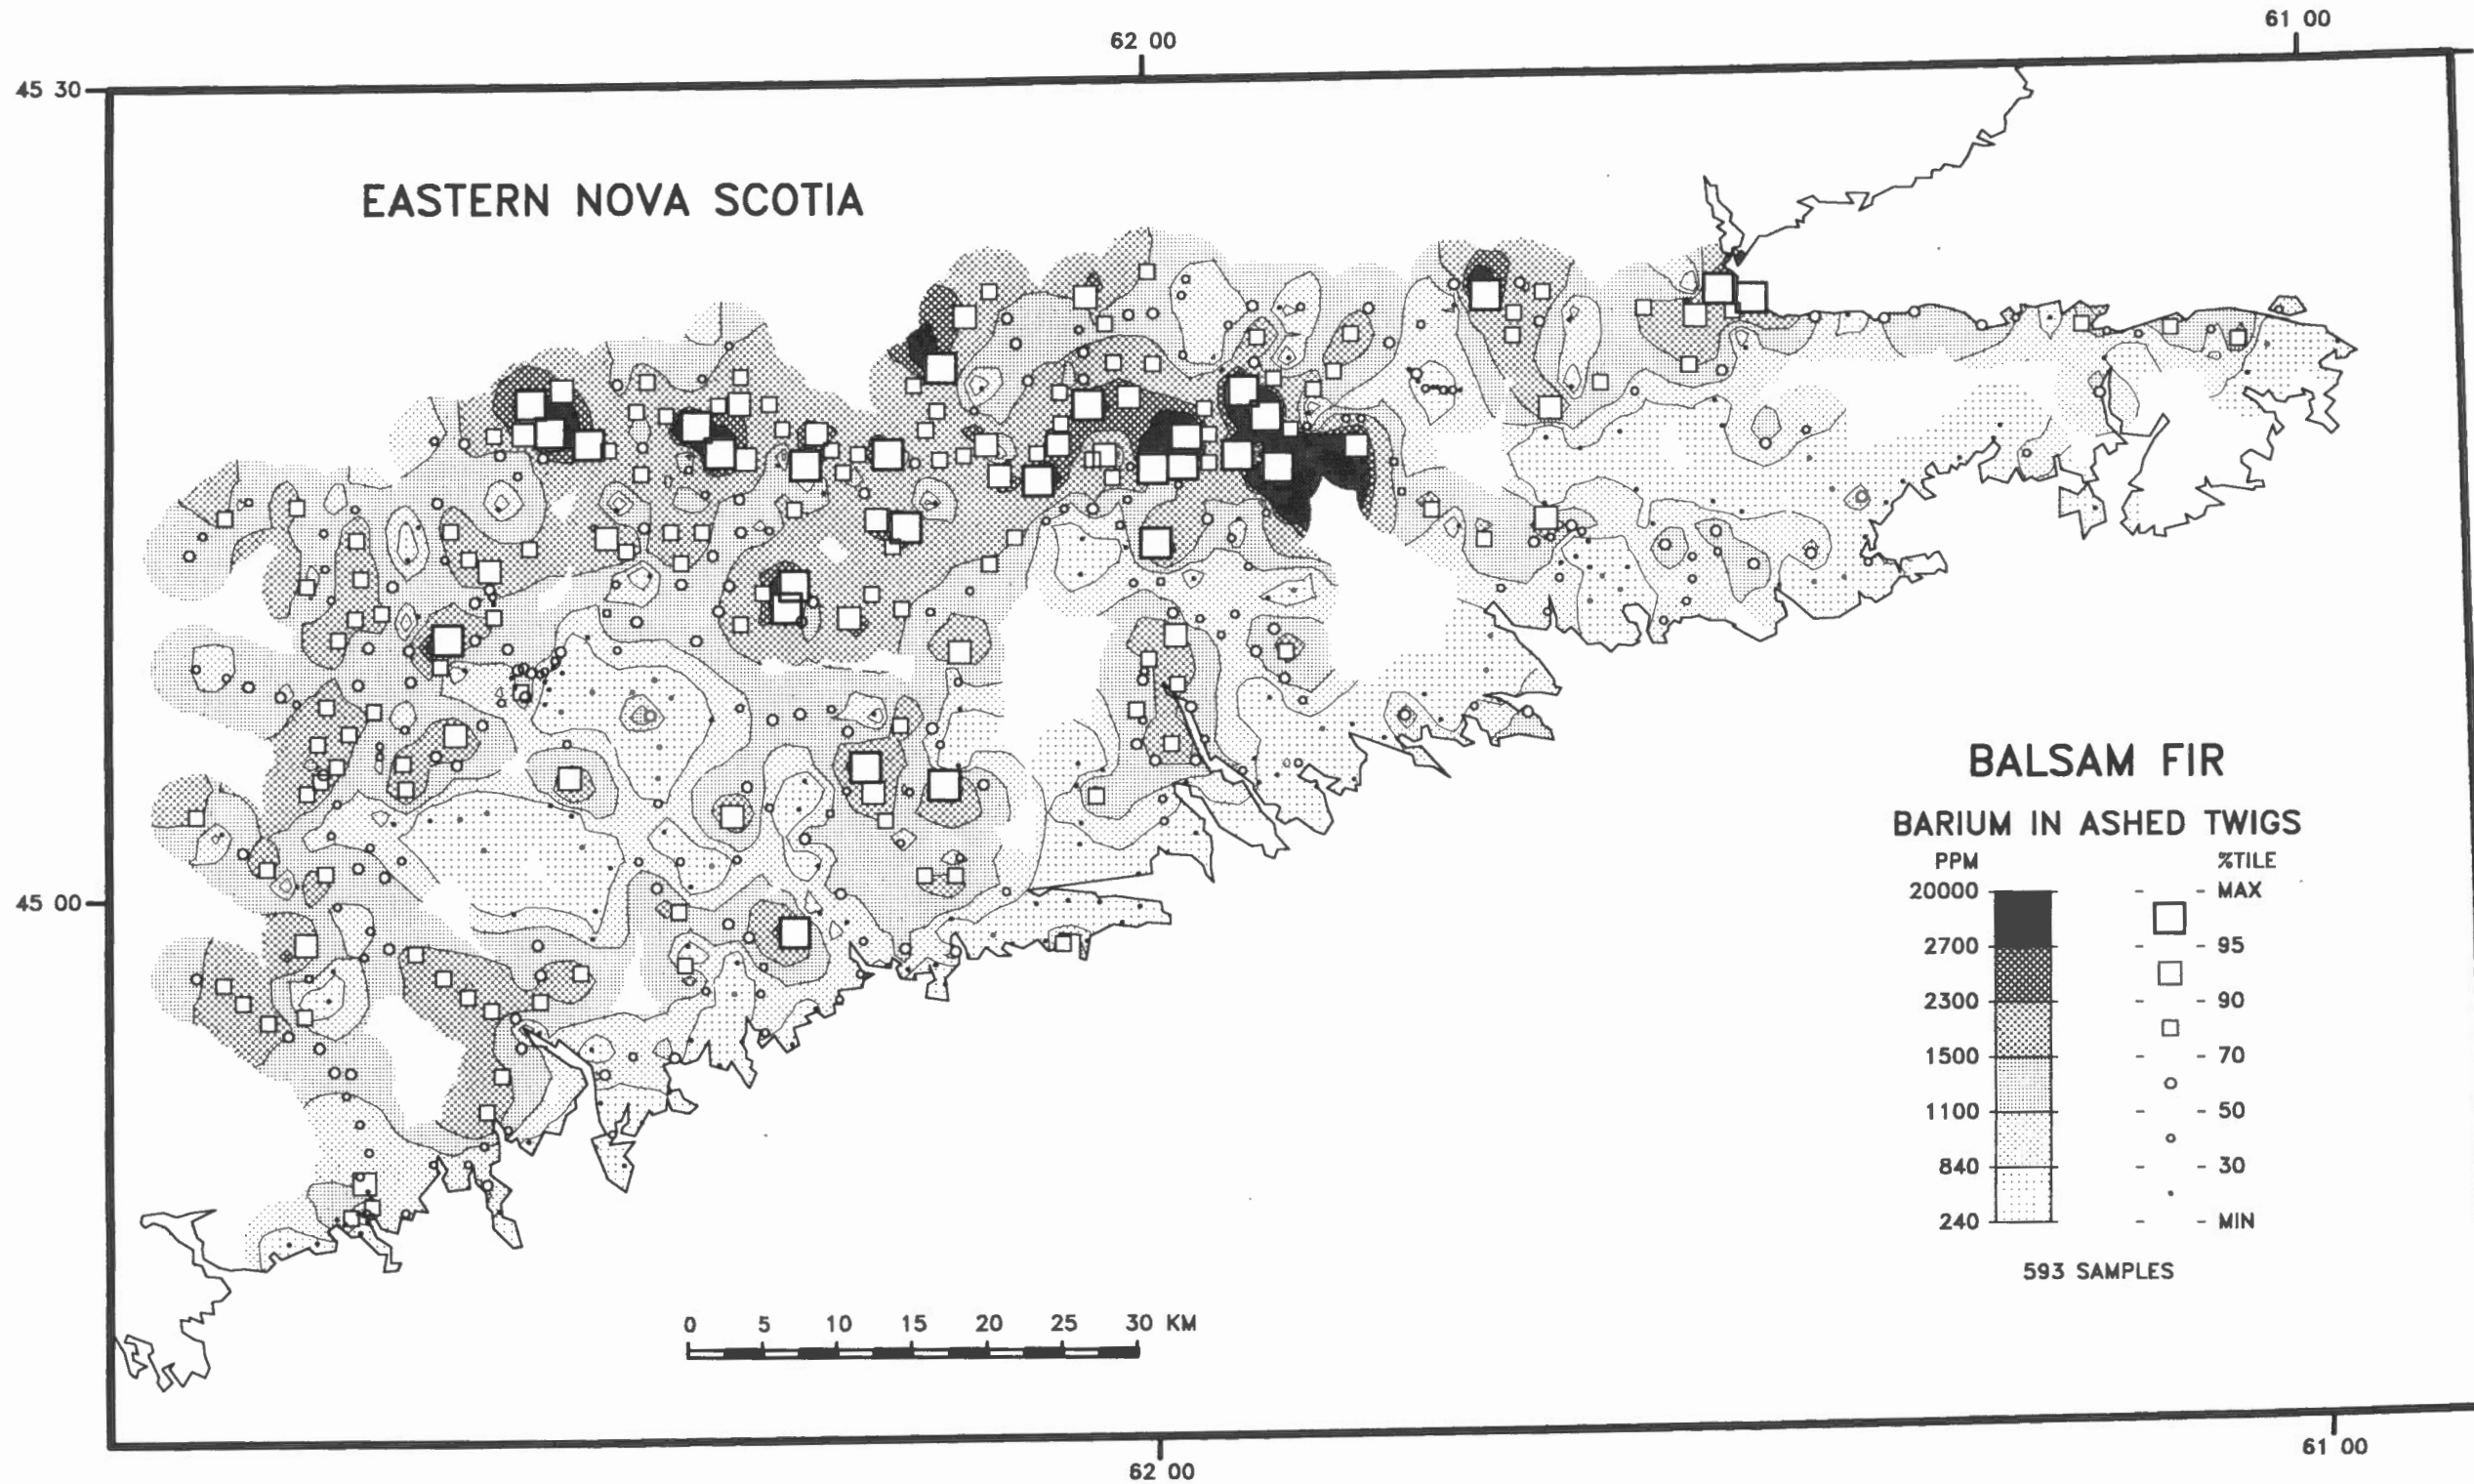 61 00
62 00
45 30
EASTERN NOVA SCOTIA
BALSAM FIR
BARIUM IN ASHED TWIGS
PPM %TILE
20000 MAX
2700 95
2300 90
1500 70
1100 50
840 30
240 MIN
45 00
593 SAMPLES
0 5 10 15 20 25 30 KM
61 00
62 00